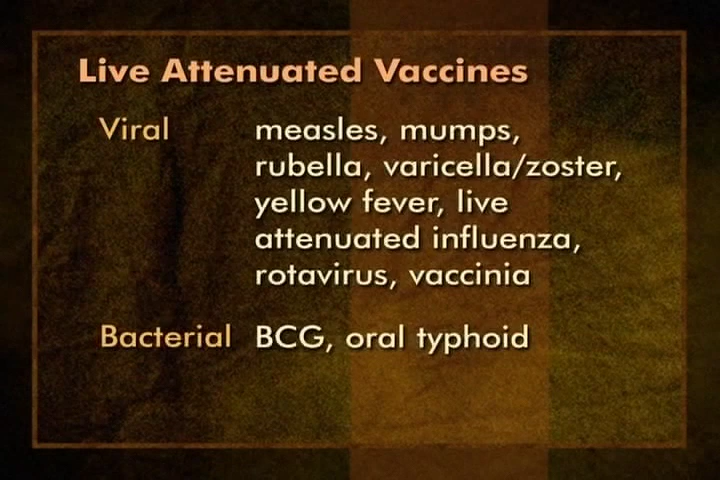 Live Attenuated Vaccines
Viral measles, mumps,
rubella, varicella/zoster,
yellow fever, live
attenuated influenza,
rotavirus, vaccinia
Bacterial BCG, oral typhoid